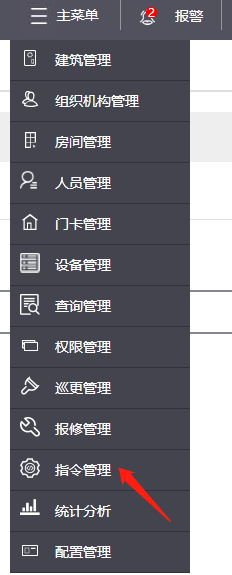 主菜单 2 报警
建筑管理
组织机构管理
房间管理
人员管理
门卡管理
设备管理
查询管理
权限管理
巡更管理
报修管理
指令管理
统计分析
配置管理